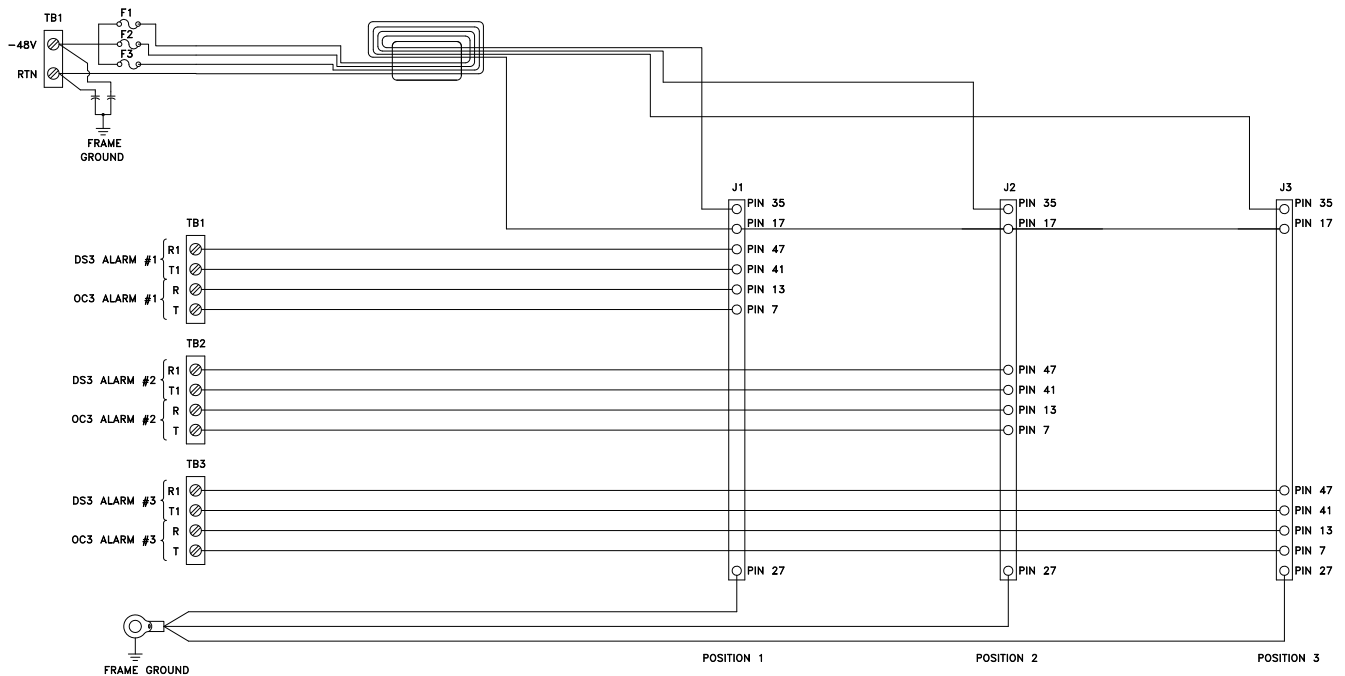 TB1
F1
-48V
F2
F3
RTN
FRAME
GROUND
J1
J2
J3
PIN 35
PIN 35
PIN 35
PIN 17
PIN 17
PIN 17
TB1
R1
PIN 47
DS3 ALARM #1
T1
PIN 41
R
PIN 13
OC3 ALARM #1
T
PIN 7
TB2
R1
PIN 47
DS3 ALARM #2
T1
PIN 41
R
PIN 13
OC3 ALARM #2
T
PIN 7
TB3
R1
PIN 47
DS3 ALARM #3
T1
PIN 41
R
PIN 13
OC3 ALARM #3
T
PIN 7
PIN 27
PIN 27
PIN 27
FRAME GROUND
POSITION 1
POSITION 2
POSITION 3